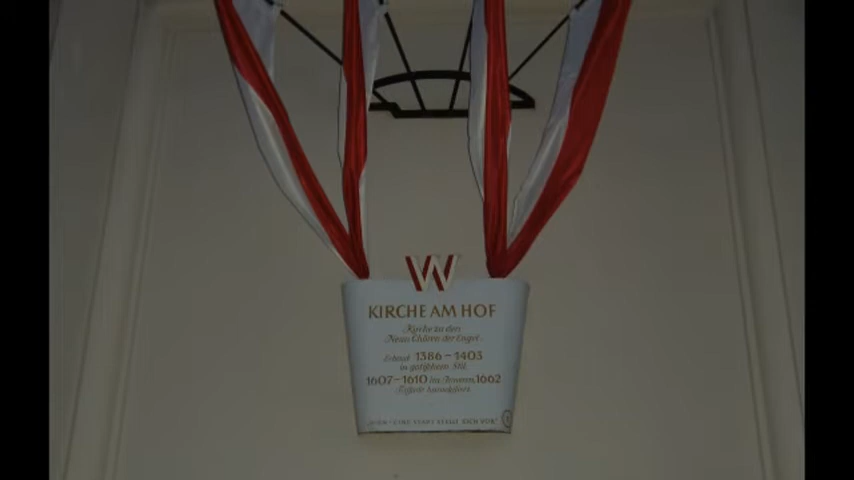 W
KIRCHE AM HOF
Kirche zu den
Neun Chören der Engel.
Erbaut 1386-1403
in gotischem Stil.
1607-1610 im Inneren, 1662
Fassade barockisiert.
"WIEN - EINE STADT STELLT SICH VOR"